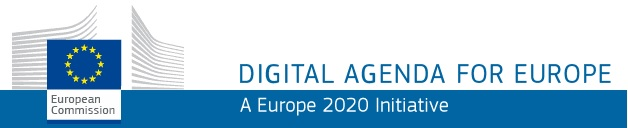 DIGITAL AGENDA FOR EUROPE
A Europe 2020 Initiative
European
Commission